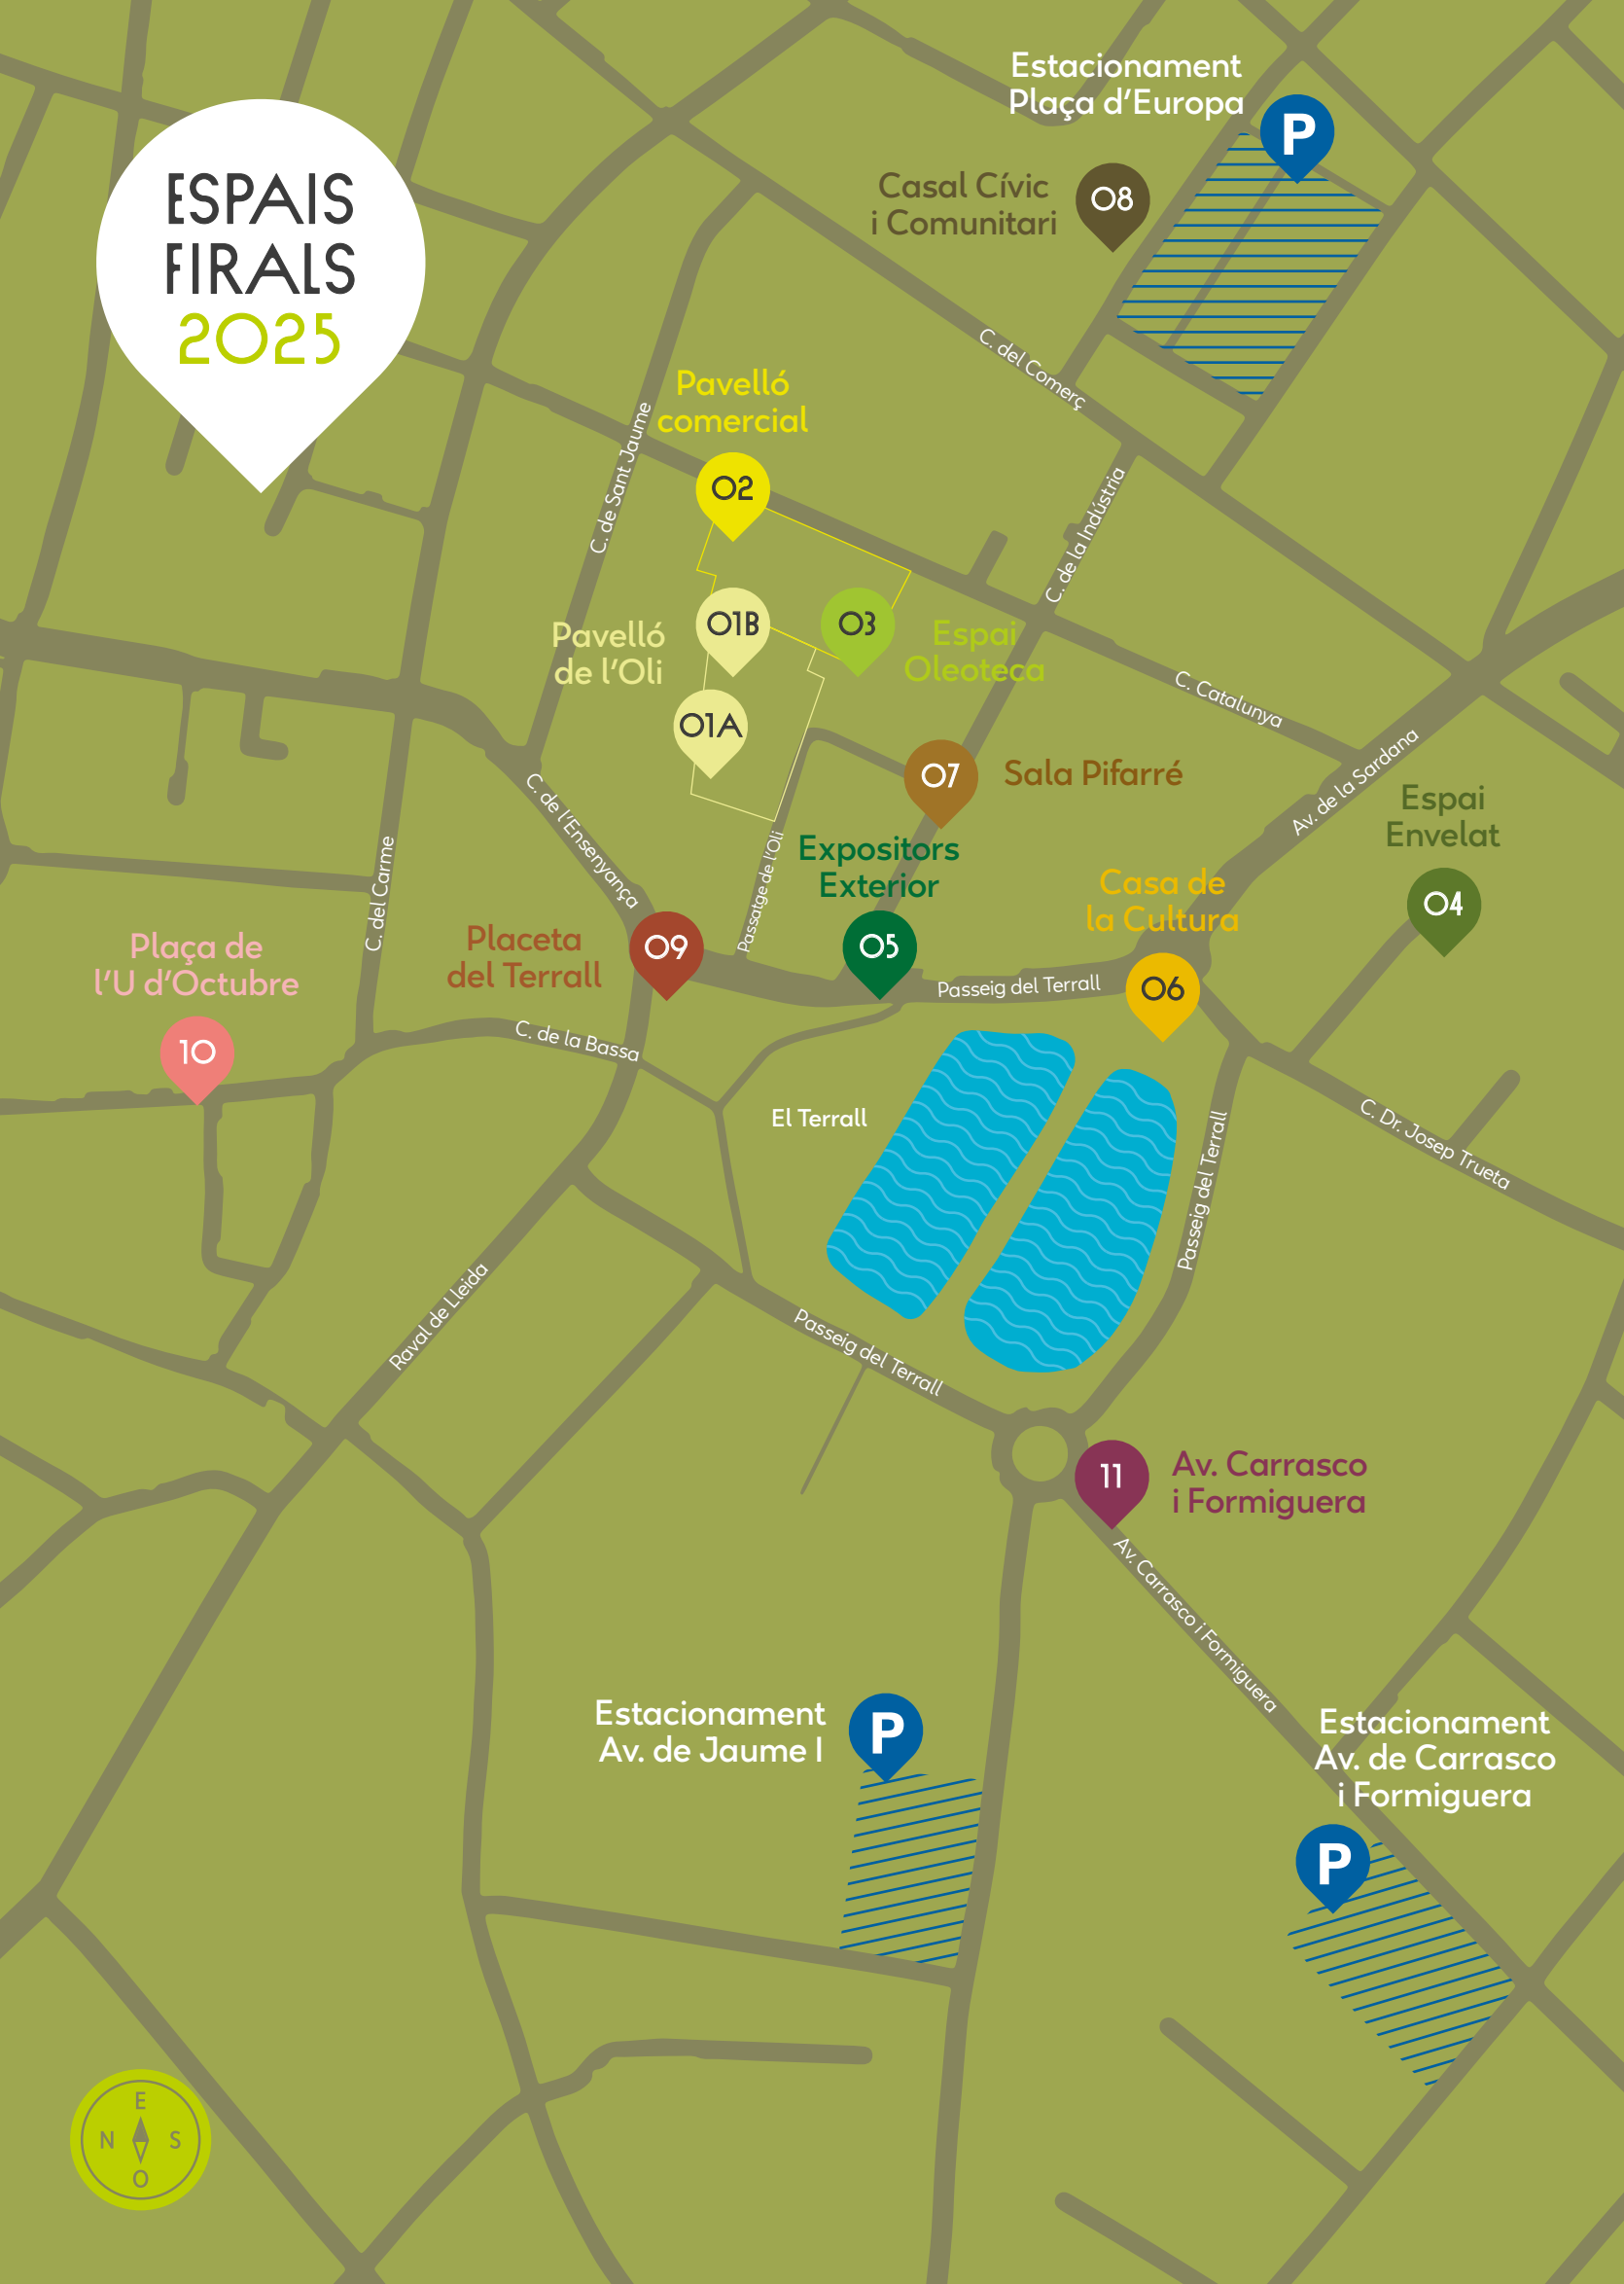 ESPAIS
FIRALS
2025
Estacionament
Plaça d’Europa
P
Casal Cívic
i Comunitari
08
C. del Comerç
Pavelló
comercial
02
C. de Sant Jaume
C. de la Indústria
01B
03
Pavelló
de l’Oli
Espai
Oleoteca
01A
C. Catalunya
07
Sala Pifarré
Av. de la Sardana
C. de l’Ensenyança
Espai
Envelat
04
Passatge de l’Oli
Expositors
Exterior
05
Casa de
la Cultura
06
C. del Carme
Placeta
del Terrall
09
Plaça de
l’U d’Octubre
10
Passeig del Terrall
C. de la Bassa
El Terrall
C. Dr. Josep Trueta
Passeig del Terrall
Raval de Lleida
Passeig del Terrall
11
Av. Carrasco
i Formiguera
Av. Carrasco i Formiguera
Estacionament
Av. de Jaume I
P
Estacionament
Av. de Carrasco
i Formiguera
P
E
N S
O